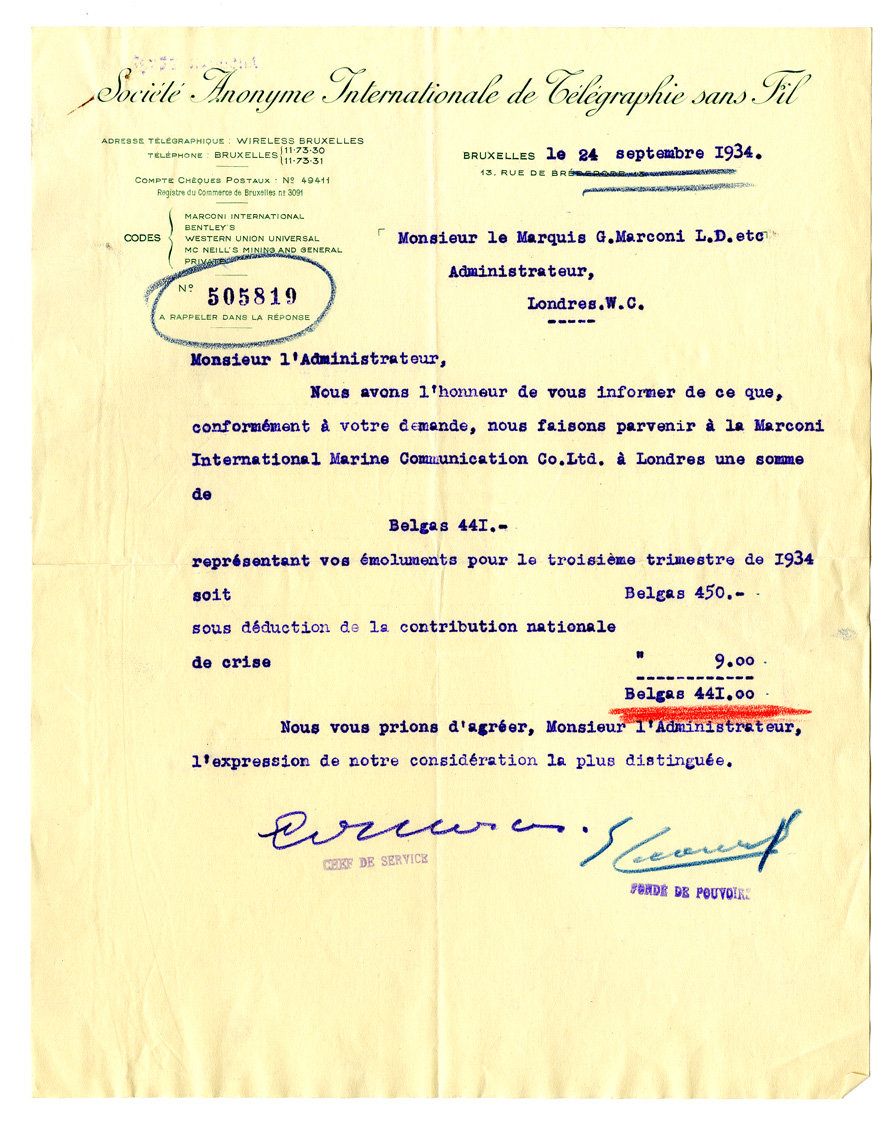 Société Anonyme Internationale de Télégraphie sans Fil
ADRESSE TÉLÉGRAPHIQUE : WIRELESS BRUXELLES
TÉLÉPHONE : BRUXELLES 11·73·30
11·73·31
COMPTE CHÈQUES POSTAUX · Nº 49411
Registre du Commerce de Bruxelles nº 3091
CODES
MARCONI INTERNATIONAL
BENTLEY'S
WESTERN UNION UNIVERSAL
MC NEILL'S MINING AND GENERAL
PRIVATE
Nº 505819
A RAPPELER DANS LA RÉPONSE
BRUXELLES le 24 septembre 1934.
13, RUE DE BRÉDERODE 13
Monsieur le Marquis G.Marconi L.D.etc
Administrateur,
Londres.W.C.
-----
Monsieur l'Administrateur,
Nous avons l'honneur de vous informer de ce que,
conformément à votre demande, nous faisons parvenir à la Marconi
International Marine Communication Co.Ltd. à Londres une somme
de
Belgas 44I.-
représentant vos émoluments pour le troisième trimestre de I934
soit Belgas 450.-
sous déduction de la contribution nationale
de crise " 9.00
------------
Belgas 44I.00
Nous vous prions d'agréer, Monsieur l'Administrateur,
l'expression de notre considération la plus distinguée.
CHEF DE SERVICE
FONDÉ DE POUVOIRS